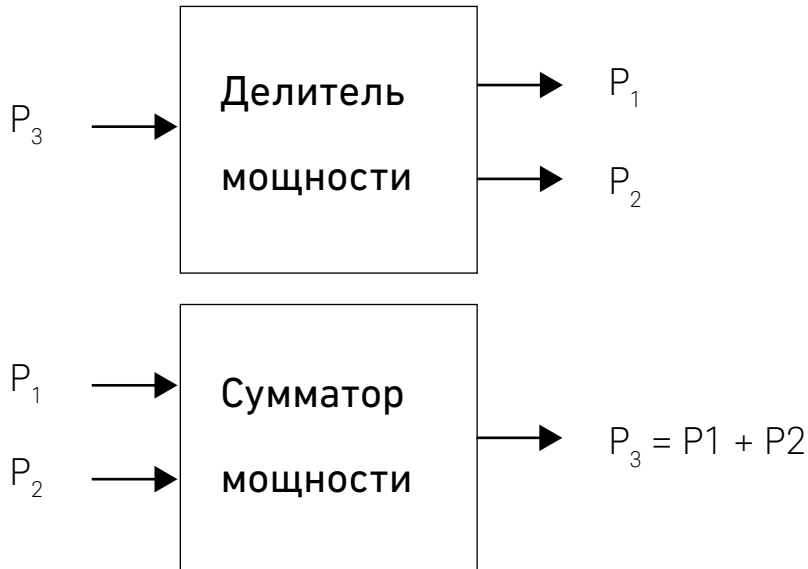 P₃
Делитель
мощности
P₁
P₂
P₁
P₂
Сумматор
мощности
P₃ = P1 + P2